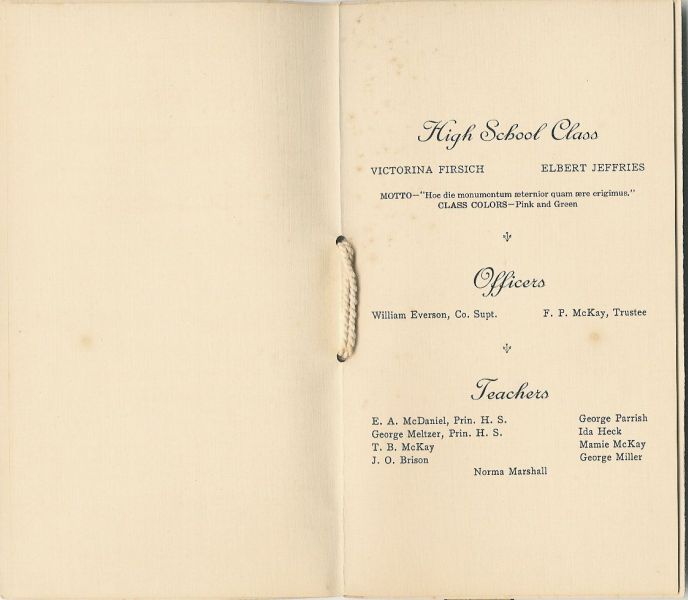 High School Class
VICTORINA FIRSICH ELBERT JEFFRIES
MOTTO—"Hoe die monumentum æternior quam ære erigimus."
CLASS COLORS—Pink and Green
Officers
William Everson, Co. Supt. F. P. McKay, Trustee
Teachers
E. A. McDaniel, Prin. H. S. George Parrish
George Meltzer, Prin. H. S. Ida Heck
T. B. McKay Mamie McKay
J. O. Brison George Miller
Norma Marshall